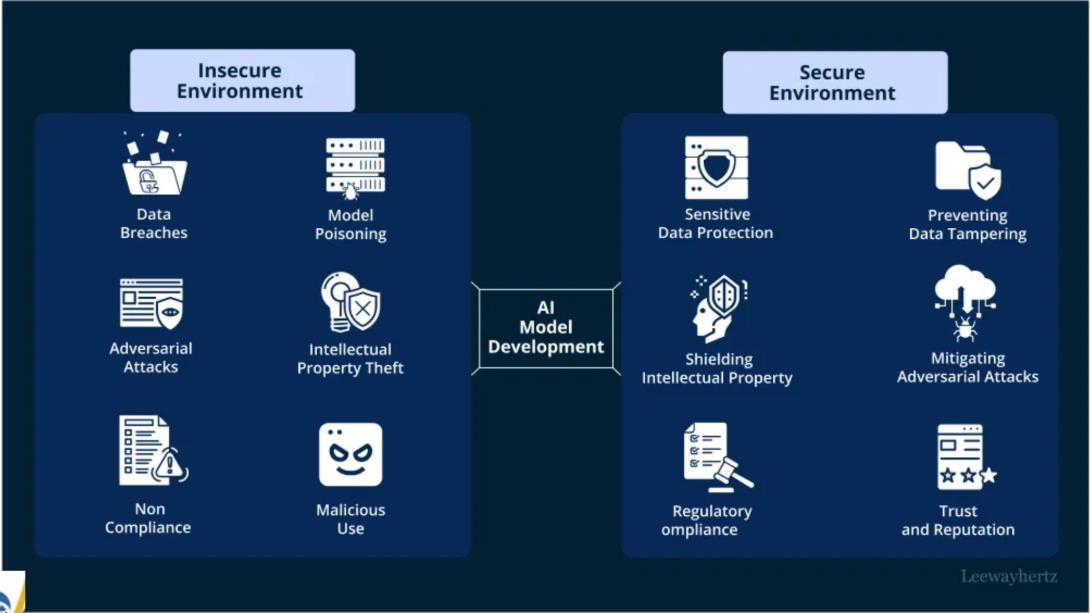 Insecure
Environment
Data
Breaches
Model
Poisoning
Adversarial
Attacks
Intellectual
Property Theft
Non
Compliance
Malicious
Use
AI
Model
Development
Secure
Environment
Sensitive
Data Protection
Preventing
Data Tampering
Shielding
Intellectual Property
Mitigating
Adversarial Attacks
Regulatory
ompliance
Trust
and Reputation
Leewayhertz